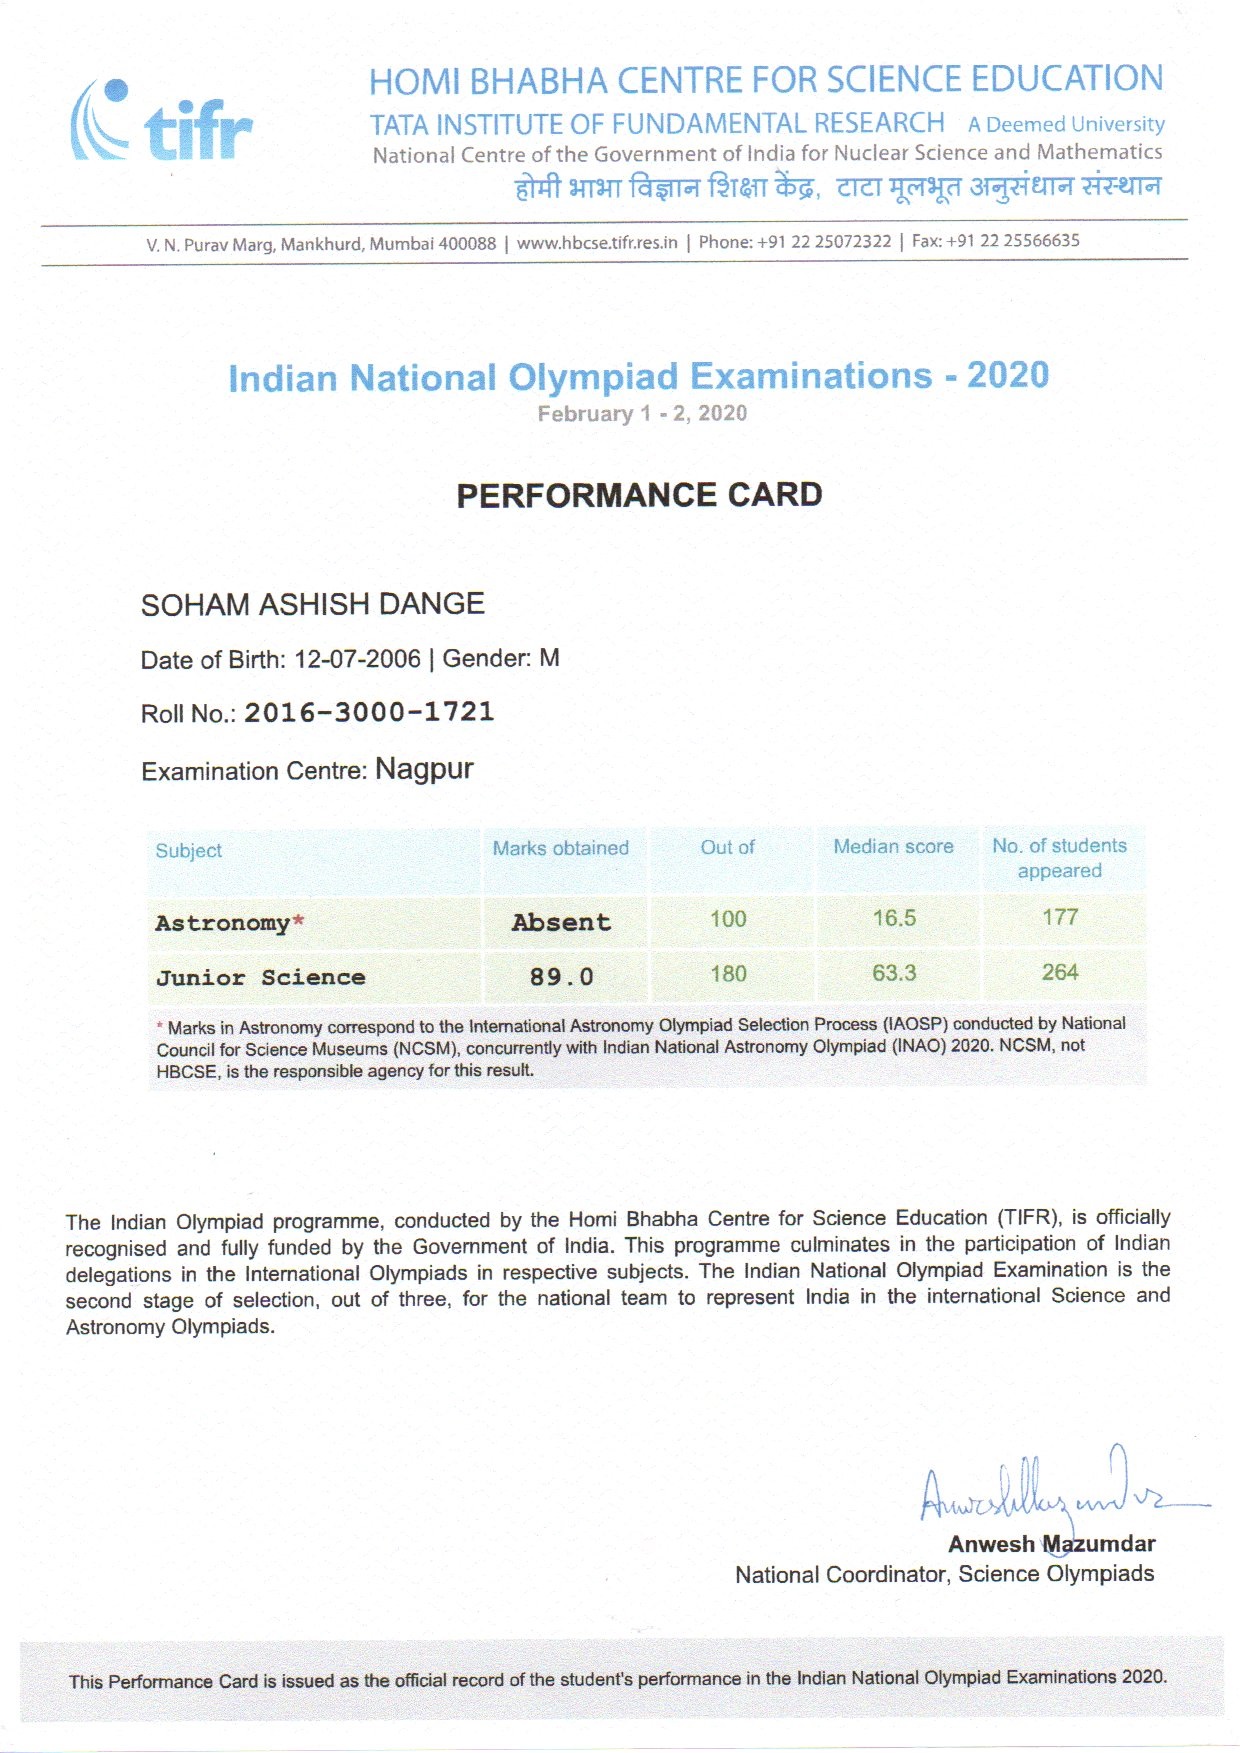 tifr
HOMI BHABHA CENTRE FOR SCIENCE EDUCATION
TATA INSTITUTE OF FUNDAMENTAL RESEARCH A Deemed University
National Centre of the Government of India for Nuclear Science and Mathematics
होमी भाभा विज्ञान शिक्षा केंद्र, टाटा मूलभूत अनुसंधान संस्थान
V. N. Purav Marg, Mankhurd, Mumbai 400088 | www.hbcse.tifr.res.in | Phone: +91 22 25072322 | Fax: +91 22 25566635
Indian National Olympiad Examinations - 2020
February 1 - 2, 2020
PERFORMANCE CARD
SOHAM ASHISH DANGE
Date of Birth: 12-07-2006 | Gender: M
Roll No.: 2016-3000-1721
Examination Centre: Nagpur
Subject Marks obtained Out of Median score No. of students
appeared
Astronomy* Absent 100 16.5 177
Junior Science 89.0 180 63.3 264
* Marks in Astronomy correspond to the International Astronomy Olympiad Selection Process (IAOSP) conducted by National
Council for Science Museums (NCSM), concurrently with Indian National Astronomy Olympiad (INAO) 2020. NCSM, not
HBCSE, is the responsible agency for this result.
The Indian Olympiad programme, conducted by the Homi Bhabha Centre for Science Education (TIFR), is officially
recognised and fully funded by the Government of India. This programme culminates in the participation of Indian
delegations in the International Olympiads in respective subjects. The Indian National Olympiad Examination is the
second stage of selection, out of three, for the national team to represent India in the international Science and
Astronomy Olympiads.
Anwesh Mazumdar
Anwesh Mazumdar
National Coordinator, Science Olympiads
This Performance Card is issued as the official record of the student's performance in the Indian National Olympiad Examinations 2020.